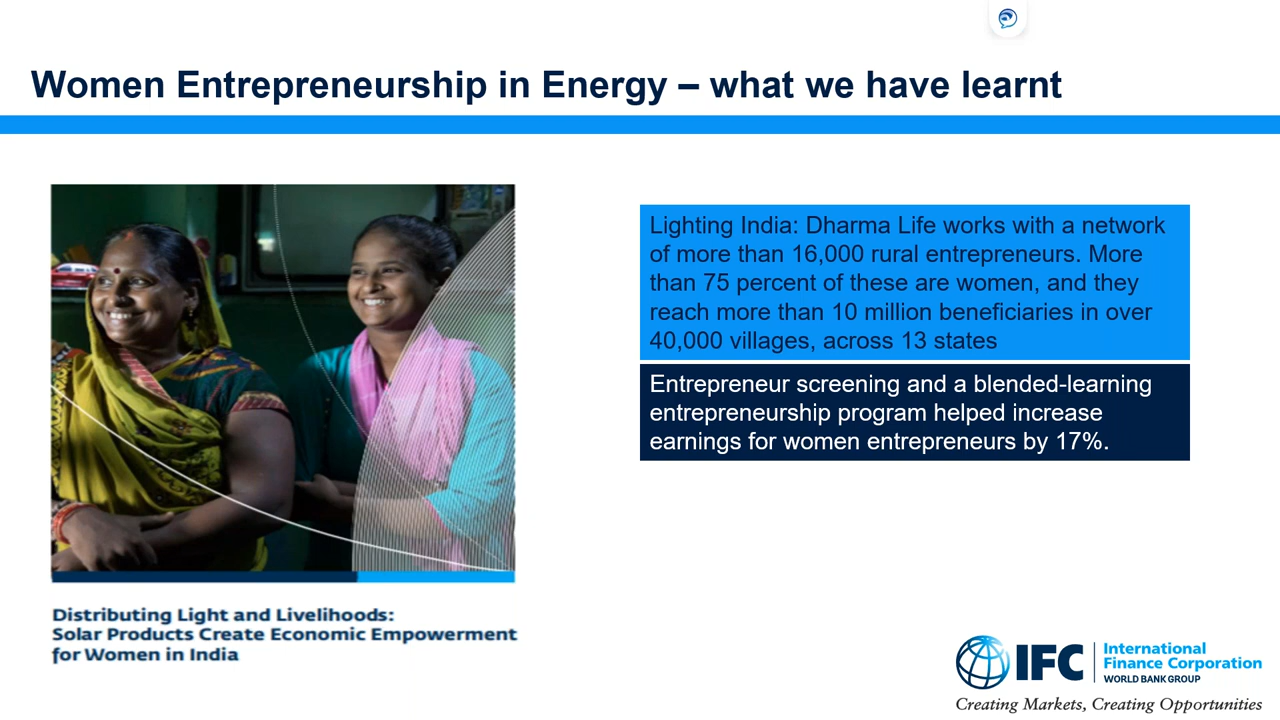 Women Entrepreneurship in Energy – what we have learnt
Lighting India: Dharma Life works with a network
of more than 16,000 rural entrepreneurs. More
than 75 percent of these are women, and they
reach more than 10 million beneficiaries in over
40,000 villages, across 13 states
Entrepreneur screening and a blended-learning
entrepreneurship program helped increase
earnings for women entrepreneurs by 17%.
Distributing Light and Livelihoods:
Solar Products Create Economic Empowerment
for Women in India
IFC
International
Finance Corporation
WORLD BANK GROUP
Creating Markets, Creating Opportunities